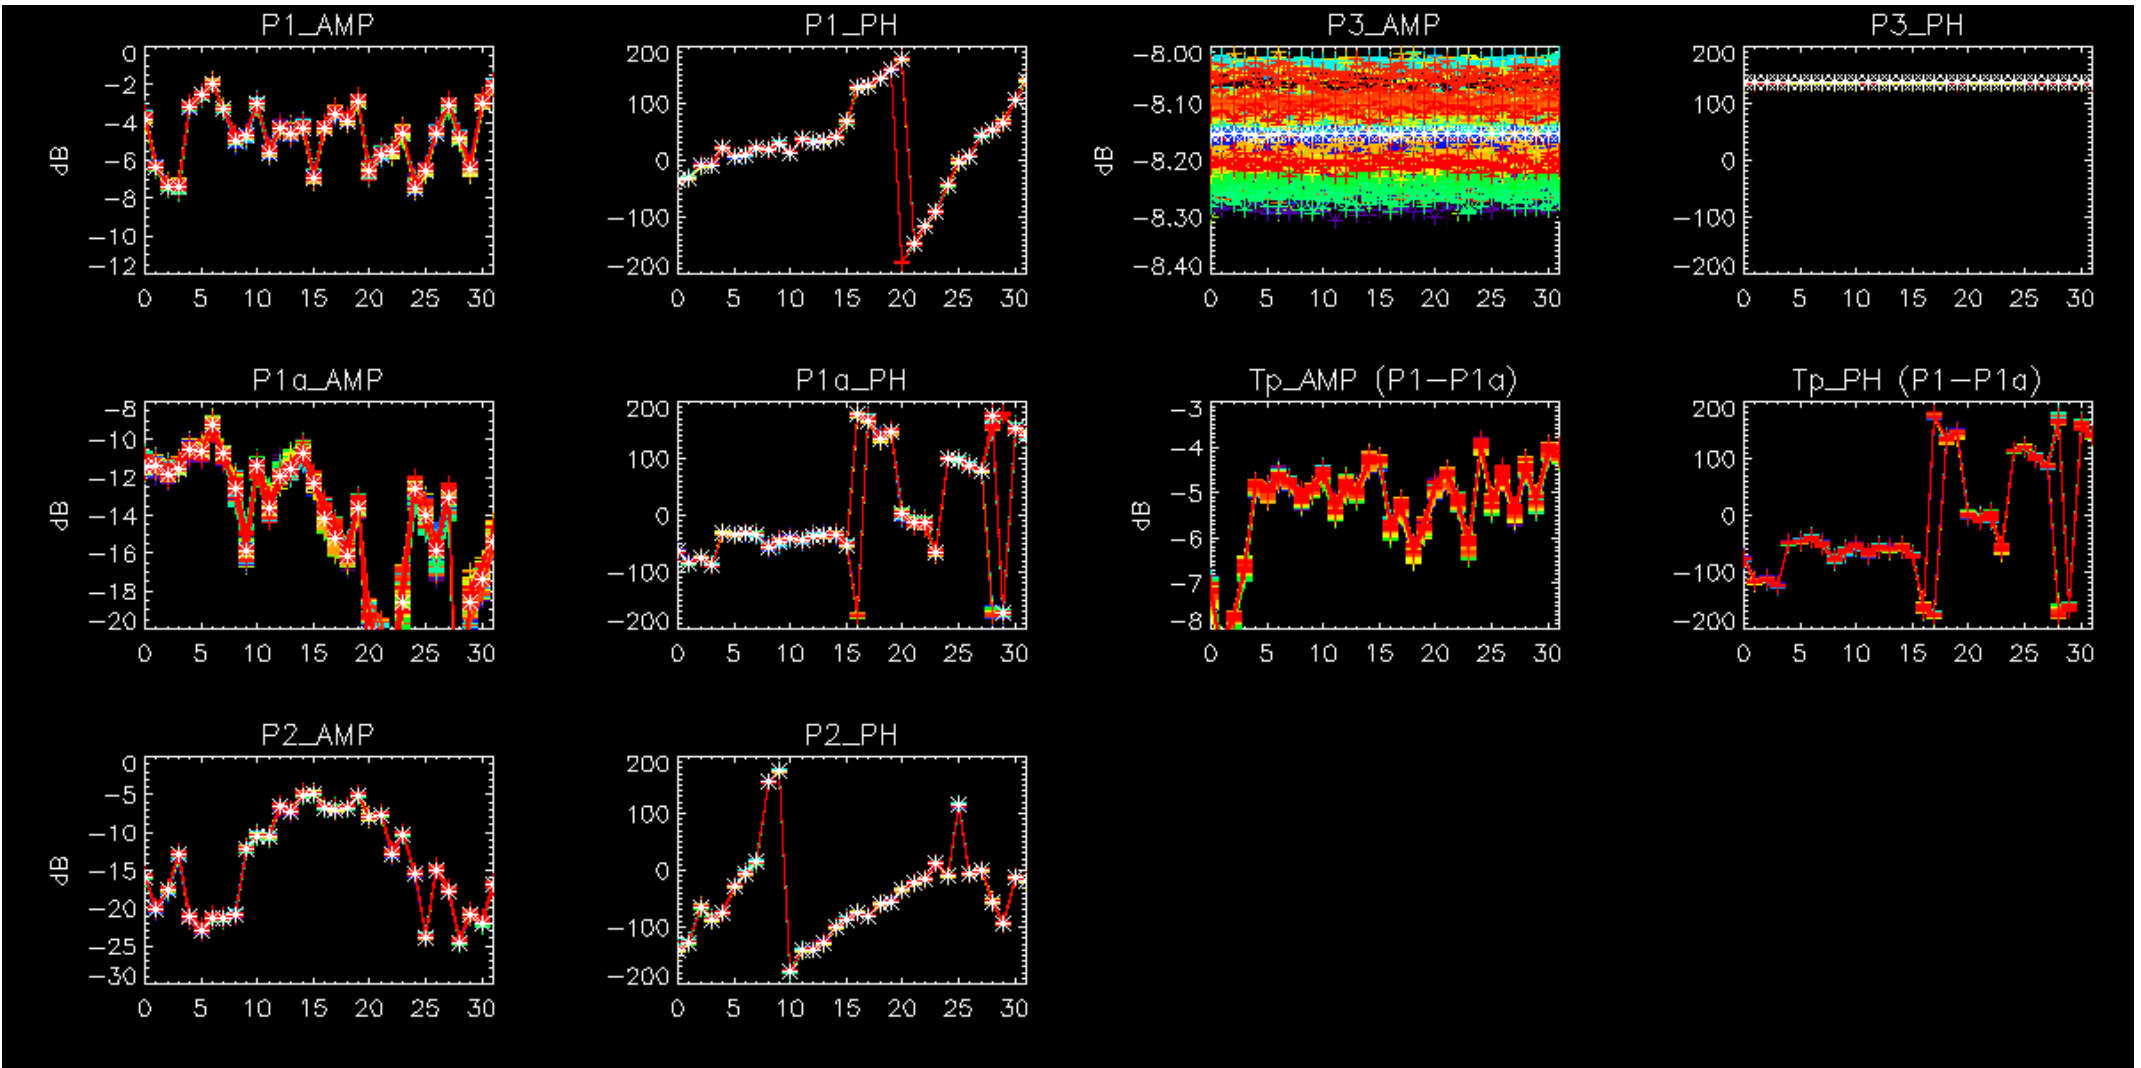 P1_AMP
P1_PH
P3_AMP
P3_PH
0
−2
−4
−6
−8
−10
−12
dB
0 5 10 15 20 25 30
200
100
0
−100
−200
0 5 10 15 20 25 30
−8.00
−8.10
−8.20
−8.30
−8.40
dB
0 5 10 15 20 25 30
200
100
0
−100
−200
0 5 10 15 20 25 30
P1a_AMP
P1a_PH
Tp_AMP (P1−P1a)
Tp_PH (P1−P1a)
−8
−10
−12
−14
−16
−18
−20
dB
0 5 10 15 20 25 30
200
100
0
−100
−200
0 5 10 15 20 25 30
−3
−4
−5
−6
−7
−8
dB
0 5 10 15 20 25 30
200
100
0
−100
−200
0 5 10 15 20 25 30
P2_AMP
P2_PH
0
−5
−10
−15
−20
−25
−30
dB
0 5 10 15 20 25 30
200
100
0
−100
−200
0 5 10 15 20 25 30